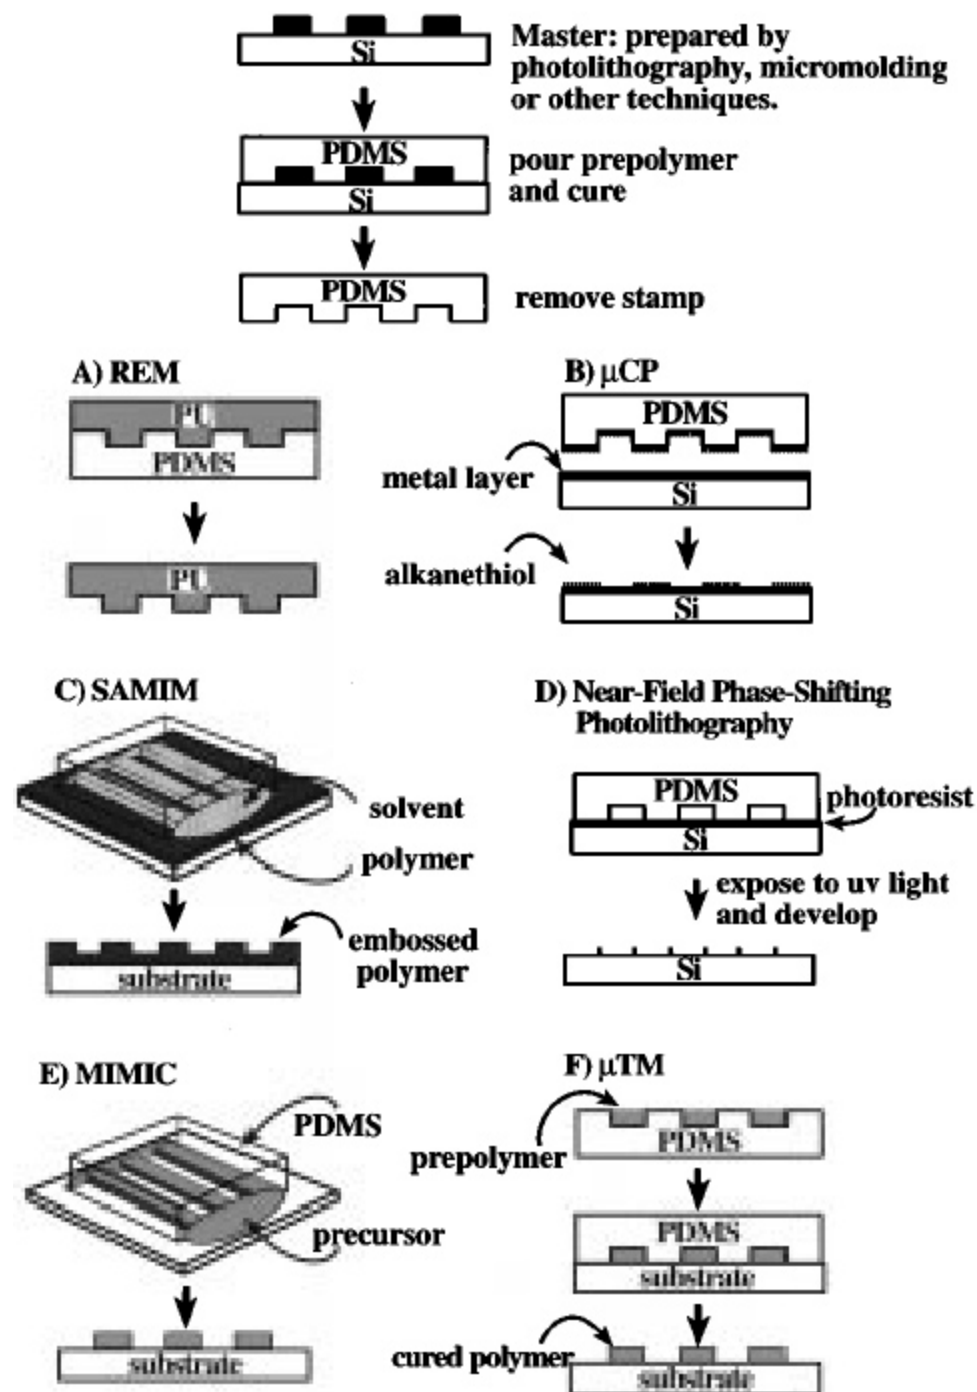 Si
Master: prepared by
photolithography, micromolding
or other techniques.
PDMS
Si
pour prepolymer
and cure
PDMS
remove stamp
A) REM
PU
PDMS
PU
B) μCP
PDMS
metal layer
Si
alkanethiol
Si
C) SAMIM
solvent
polymer
embossed
polymer
substrate
D) Near-Field Phase-Shifting
Photolithography
PDMS
photoresist
Si
expose to uv light
and develop
Si
E) MIMIC
PDMS
precursor
substrate
F) μTM
prepolymer
PDMS
PDMS
substrate
cured polymer
substrate